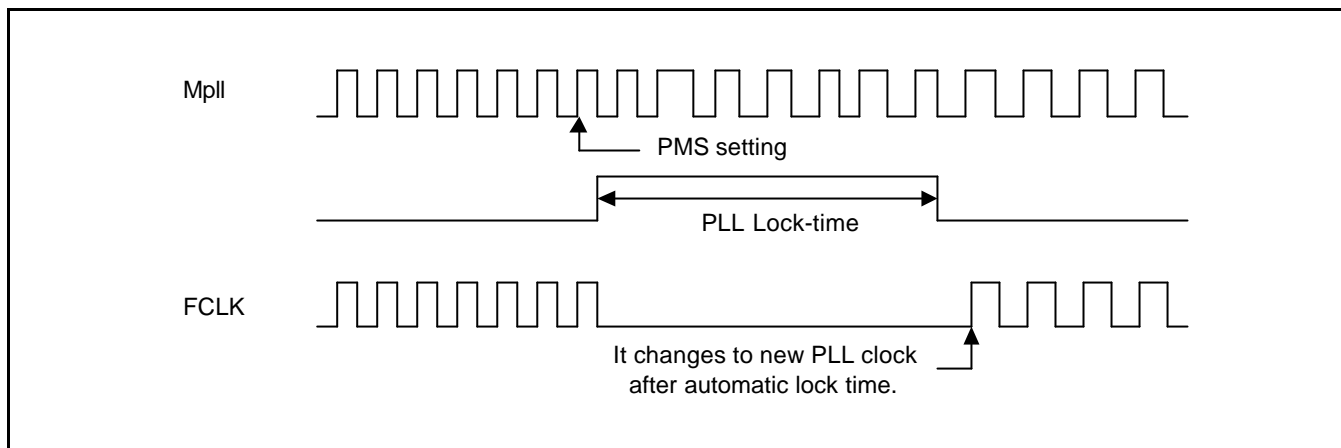 Mpll
PMS setting
PLL Lock-time
FCLK
It changes to new PLL clock
after automatic lock time.